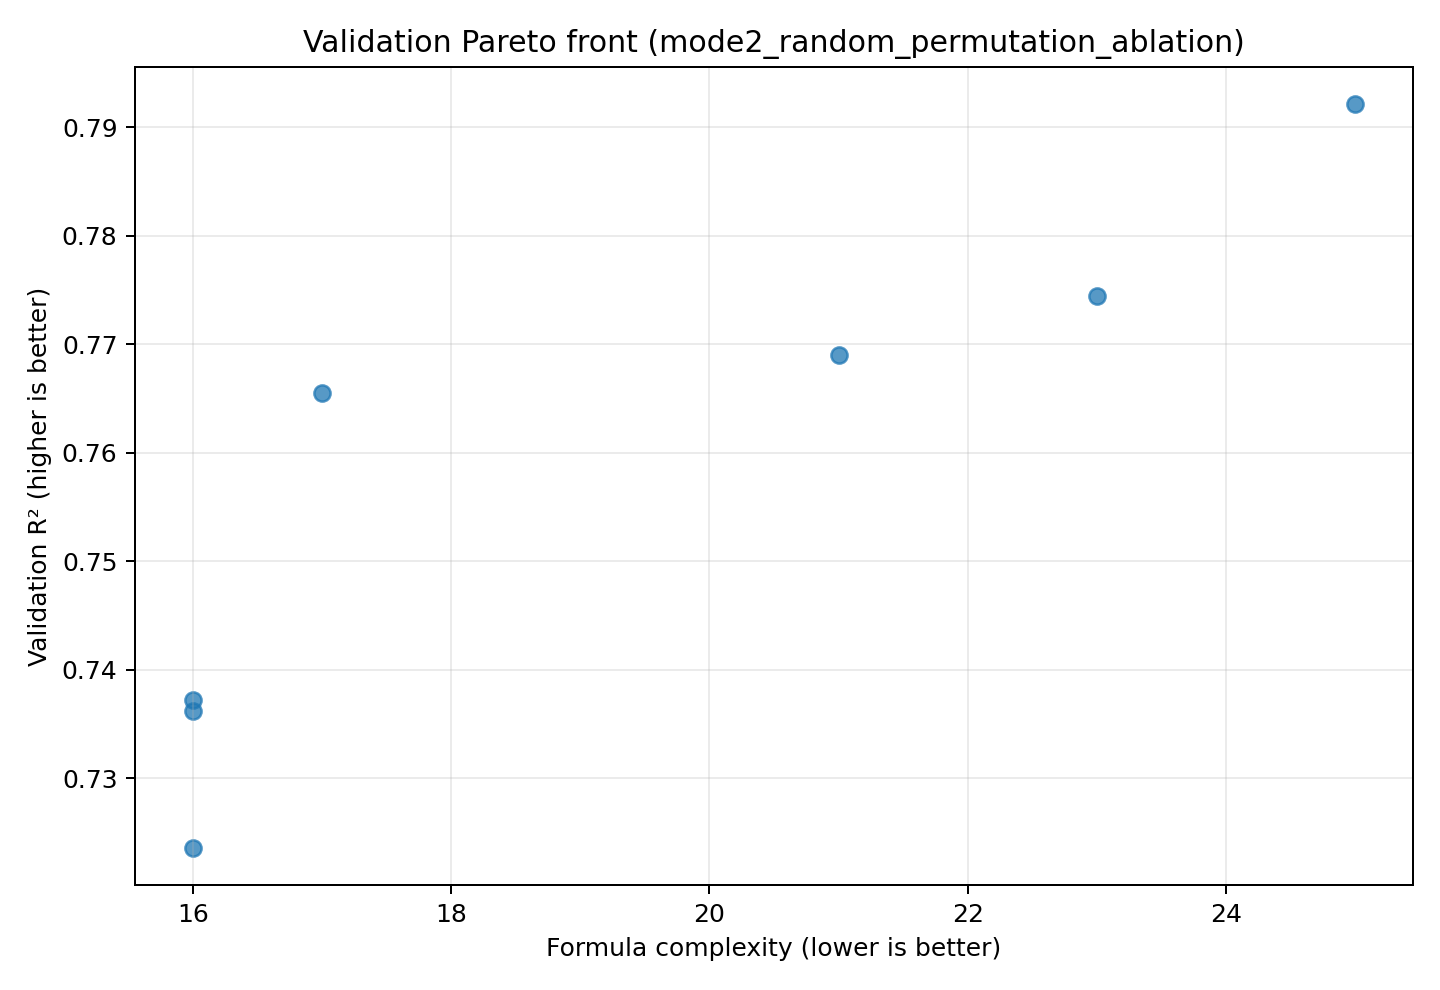 Validation Pareto front (mode2_random_permutation_ablation)
Validation R² (higher is better)
0.79
0.78
0.77
0.76
0.75
0.74
0.73
16 18 20 22 24
Formula complexity (lower is better)